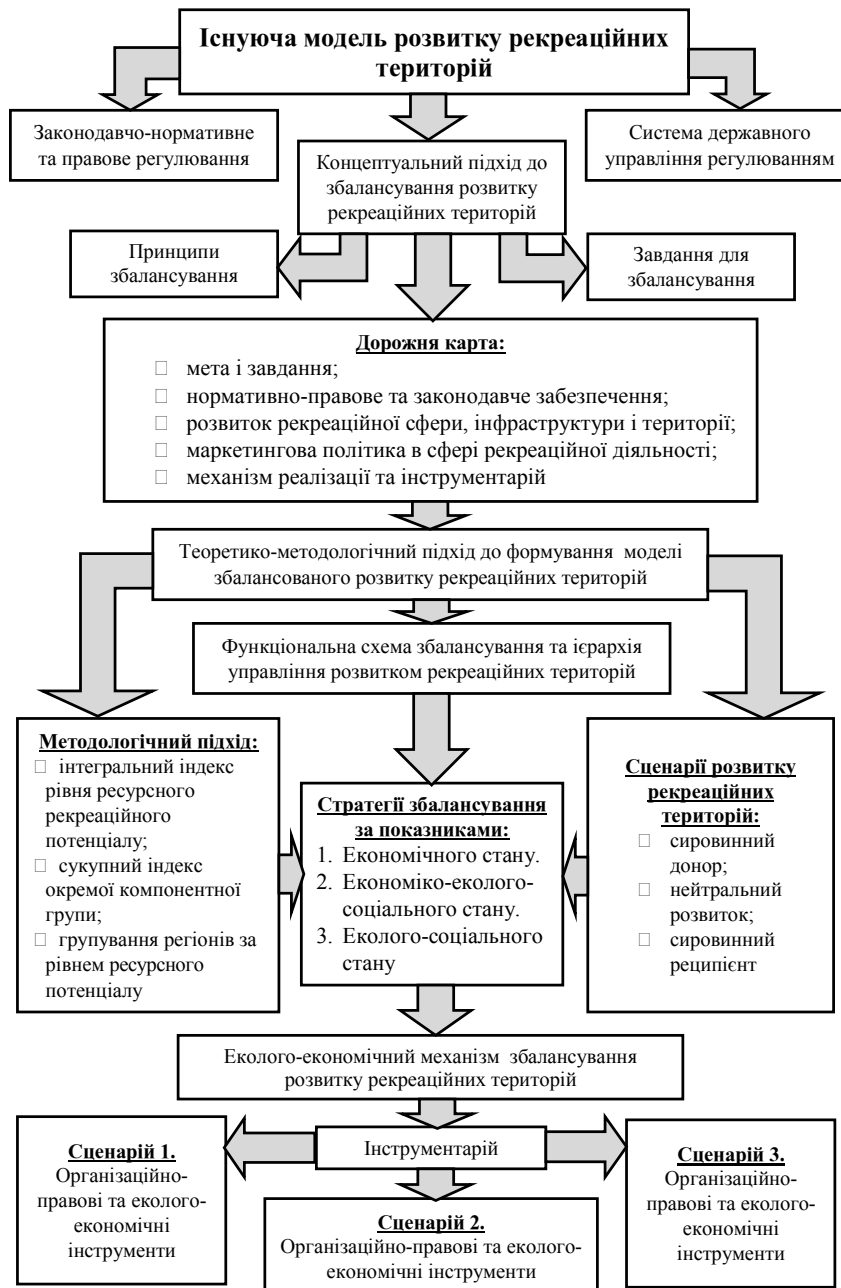 Існуюча модель розвитку рекреаційних
територій
Законодавчо-нормативне
та правове регулювання
Концептуальний підхід до
збалансування розвитку
рекреаційних територій
Система державного
управління регулюванням
Принципи
збалансування
Завдання для
збалансування
Дорожня карта:
мета і завдання;
нормативно-правове та законодавче забезпечення;
розвиток рекреаційної сфери, інфраструктури і території;
маркетингова політика в сфері рекреаційної діяльності;
механізм реалізації та інструментарій
Теоретико-методологічний підхід до формування моделі
збалансованого розвитку рекреаційних територій
Функціональна схема збалансування та ієрархія
управління розвитком рекреаційних територій
Методологічний підхід:
інтегральний індекс
рівня ресурсного
рекреаційного
потенціалу;
сукупний індекс
окремої компонентної
групи;
групування регіонів за
рівнем ресурсного
потенціалу
Стратегії збалансування
за показниками:
1. Економічного стану.
2. Економіко-еколого-
соціального стану.
3. Еколого-соціального
стану
Сценарії розвитку
рекреаційних
територій:
сировинний
донор;
нейтральний
розвиток;
сировинний
реципієнт
Еколого-економічний механізм збалансування
розвитку рекреаційних територій
Інструментарій
Сценарій 1.
Організаційно-
правові та еколого-
економічні
інструменти
Сценарій 2.
Організаційно-правові та еколого-
економічні інструменти
Сценарій 3.
Організаційно-
правові та еколого-
економічні
інструменти